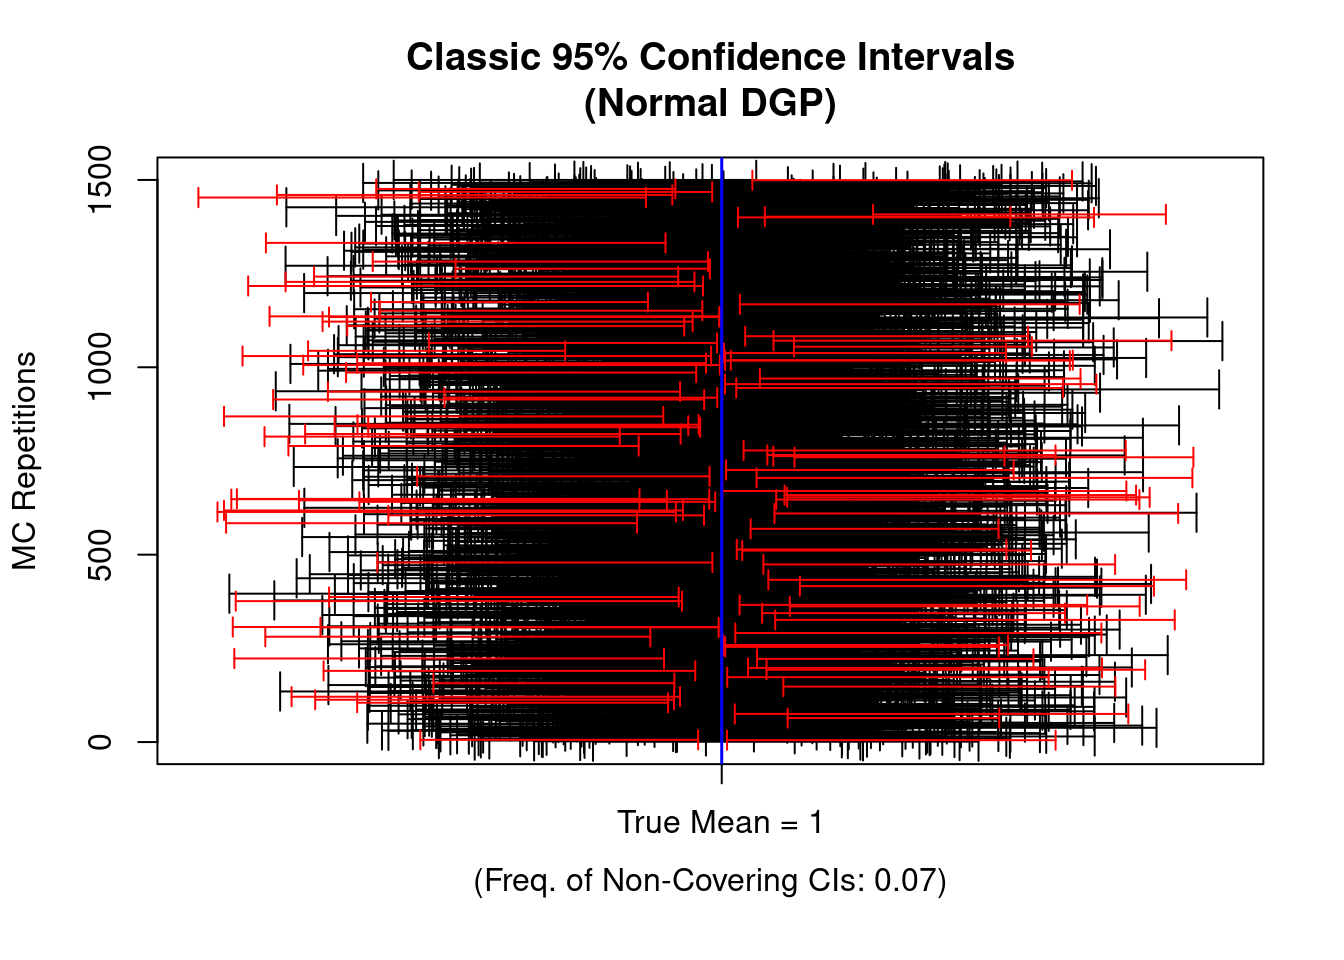 Classic 95% Confidence Intervals
(Normal DGP)
MC Repetitions
1500
1000
500
0
True Mean = 1
(Freq. of Non-Covering CIs: 0.07)